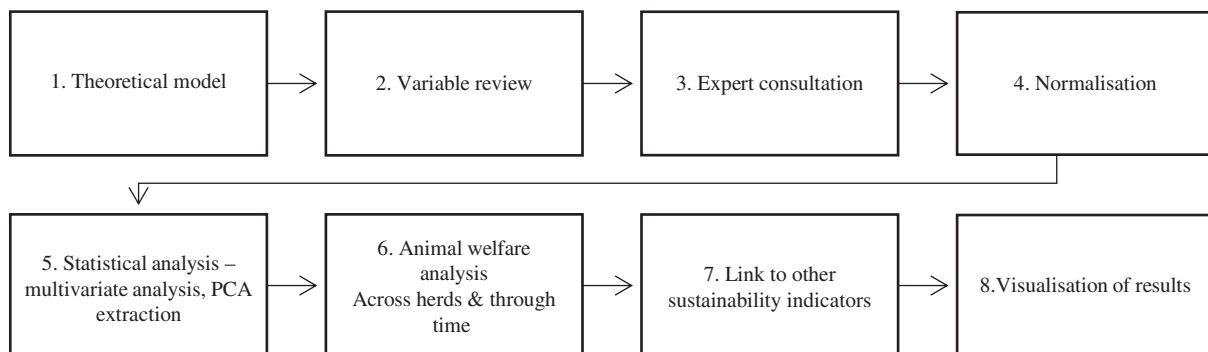 1. Theoretical model
2. Variable review
3. Expert consultation
4. Normalisation
5. Statistical analysis –
multivariate analysis, PCA
extraction
6. Animal welfare
analysis
Across herds & through
time
7. Link to other
sustainability indicators
8.Visualisation of results